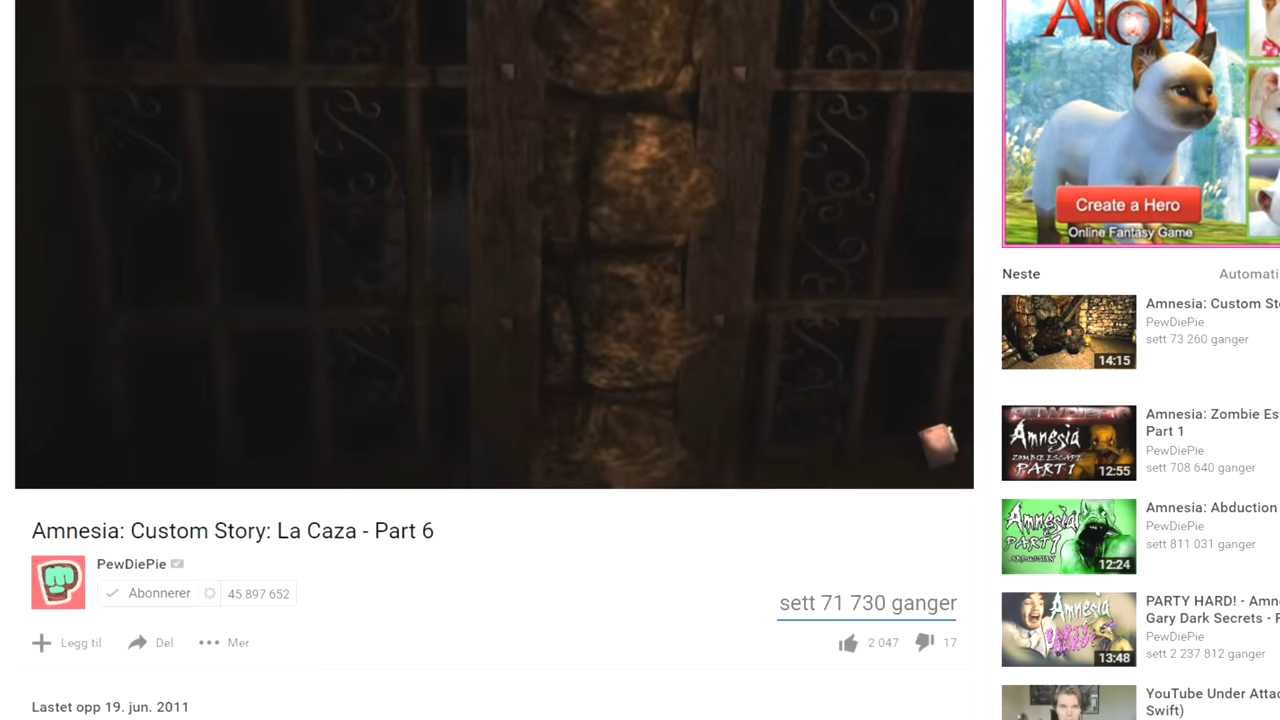 AION
Create a Hero
Online Fantasy Game
Neste
Automati
14:15
Amnesia: Custom Sto
PewDiePie
sett 73 260 ganger
Amnesia
ZOMBIE ESCAPE
PART 1
12:55
Amnesia: Zombie Es
Part 1
PewDiePie
sett 708 640 ganger
Amnesia
PART 1
ABDUCTION
12:24
Amnesia: Abduction
PewDiePie
sett 811 031 ganger
Amnesia
PARTY
HARD!
13:48
PARTY HARD! - Amne
Gary Dark Secrets - P
PewDiePie
sett 2 237 812 ganger
YouTube Under Attac
Swift)
Amnesia: Custom Story: La Caza - Part 6
PewDiePie
Abonnerer
45 897 652
sett 71 730 ganger
Legg til
Del
Mer
2 047
17
Lastet opp 19. jun. 2011